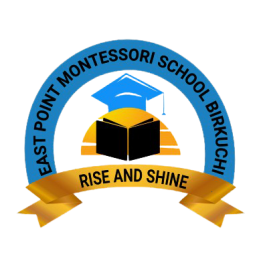 EAST POINT MONTESSORI SCHOOL BIRKUCHI
RISE AND SHINE